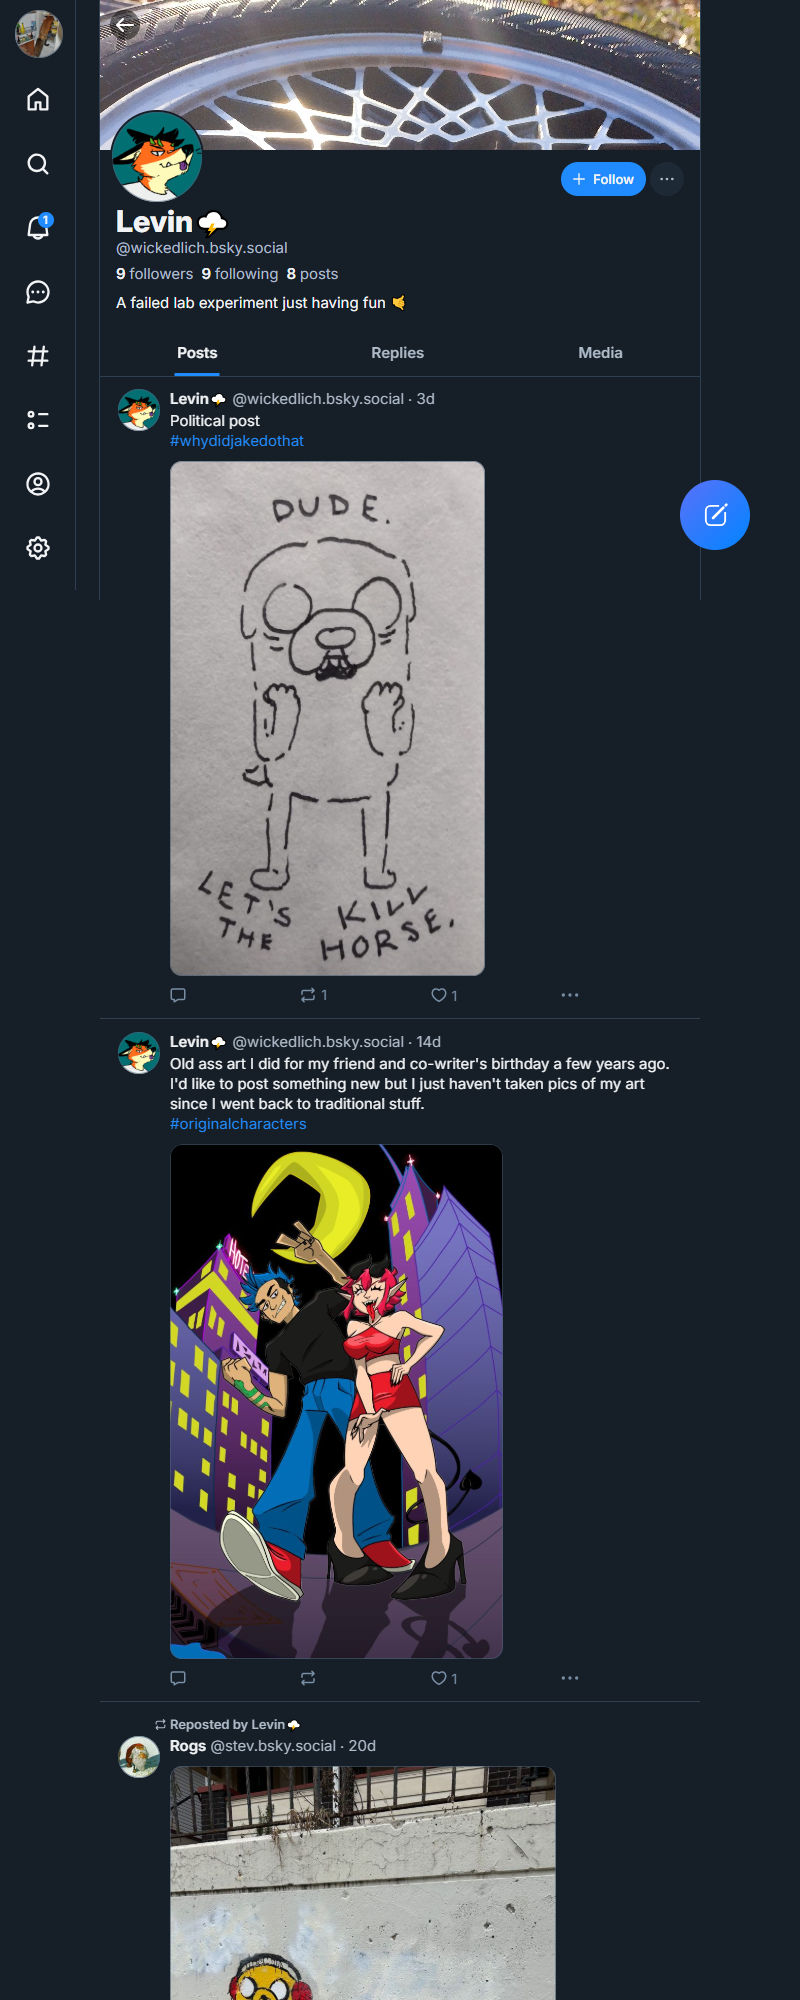 Follow
Levin🌩️
@wickedlich.bsky.social
9 followers 9 following 8 posts
A failed lab experiment just having fun 🤙
1
Posts Replies Media
Levin🌩️ @wickedlich.bsky.social · 3d
Political post
#whydidjakedothat
DUDE.
LET'S KILL
THE HORSE.
1 1
Levin🌩️ @wickedlich.bsky.social · 14d
Old ass art I did for my friend and co-writer's birthday a few years ago.
I'd like to post something new but I just haven't taken pics of my art
since I went back to traditional stuff.
#originalcharacters
HOTE
1
Reposted by Levin🌩️
Rogs @stev.bsky.social · 20d